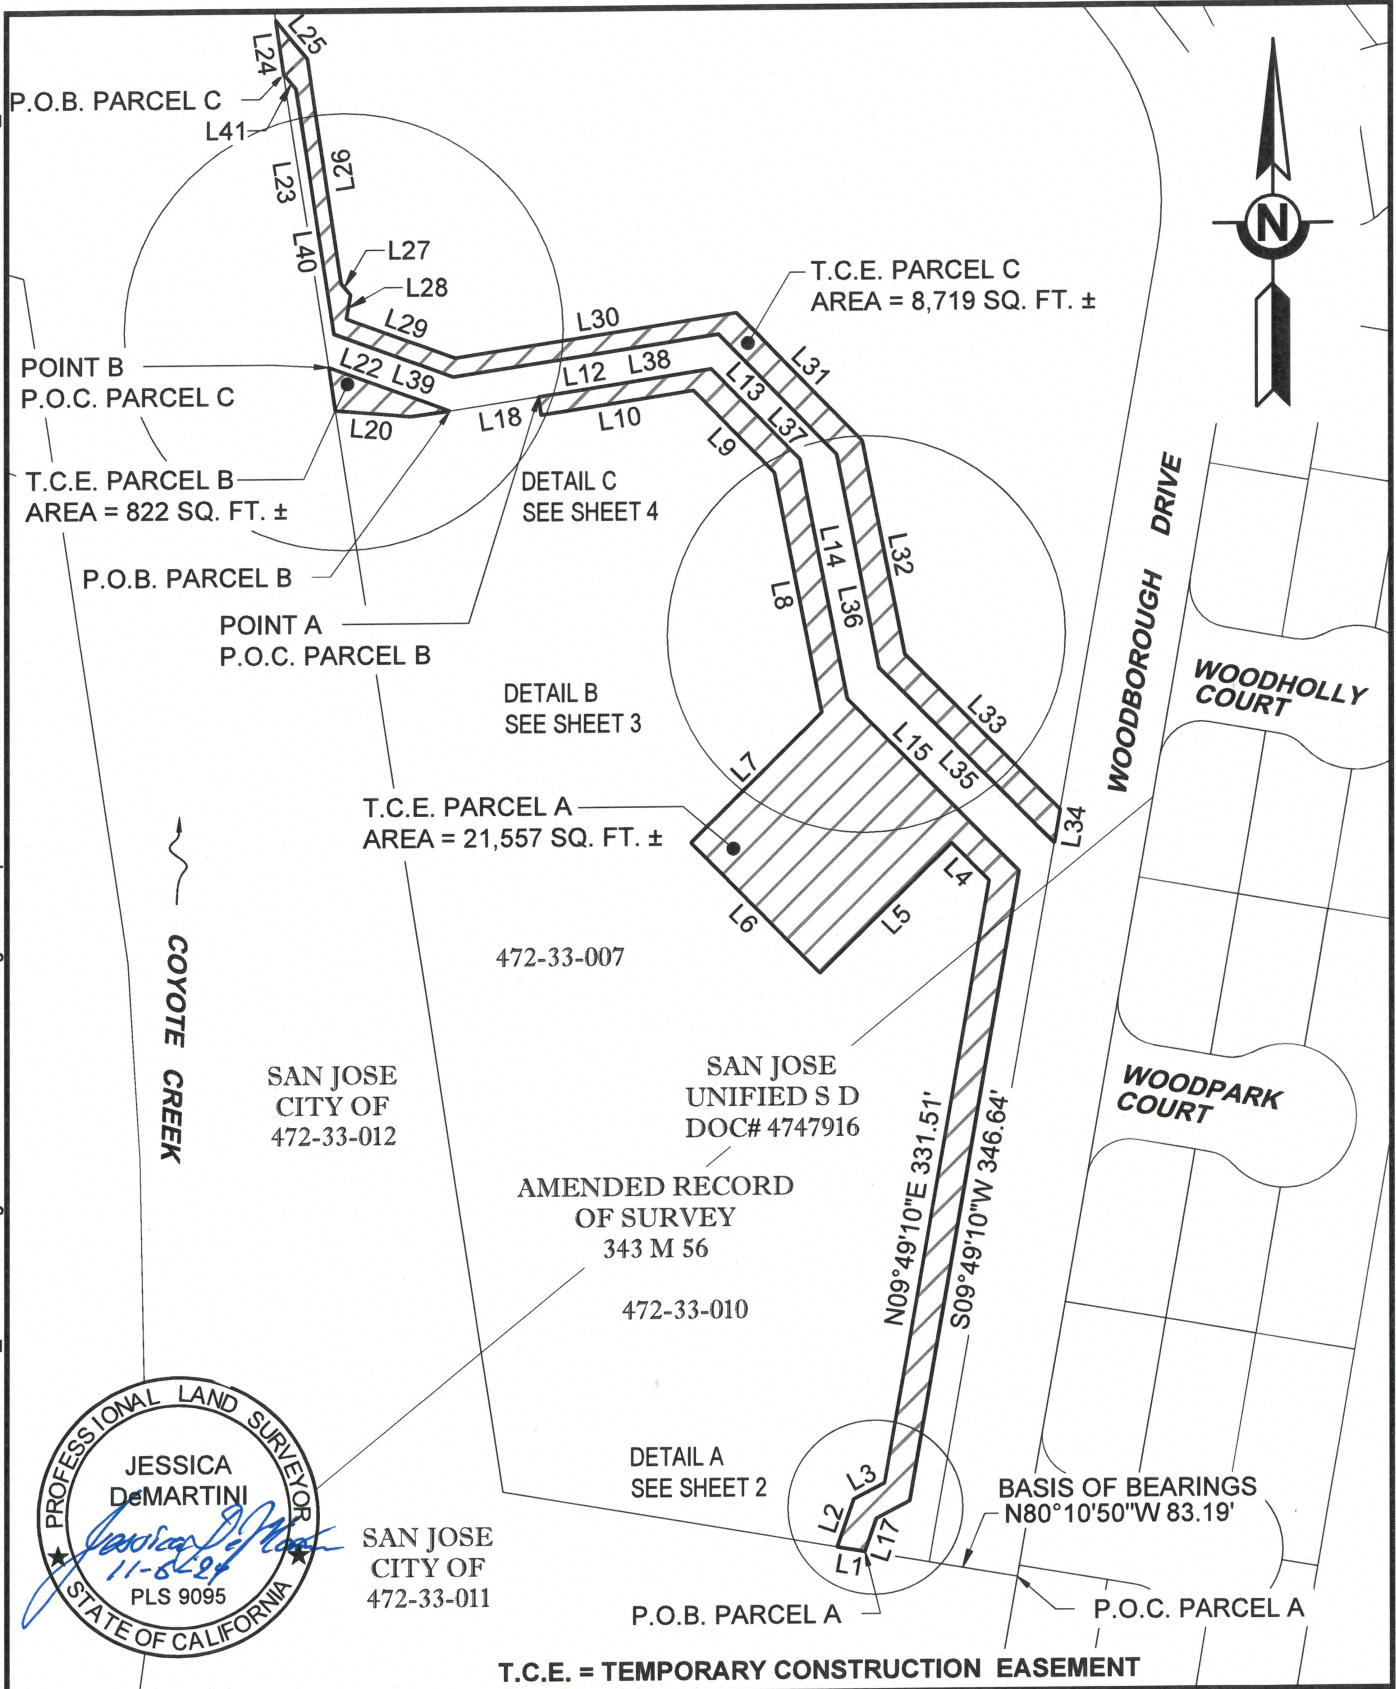 L25
L24
P.O.B. PARCEL C
L41
L23
L26
L40
L27
L28
T.C.E. PARCEL C
AREA = 8,719 SQ. FT. ±
N
L29
L30
L31
POINT B
P.O.C. PARCEL C
L22
L39
L12
L38
L13
L37
L20
L18
L10
L9
T.C.E. PARCEL B
AREA = 822 SQ. FT. ±
DETAIL C
SEE SHEET 4
P.O.B. PARCEL B
POINT A
P.O.C. PARCEL B
L14
L32
L8
L36
WOODBOROUGH DRIVE
WOODHOLLY
COURT
DETAIL B
SEE SHEET 3
L33
L15
L35
L7
T.C.E. PARCEL A
AREA = 21,557 SQ. FT. ±
L34
L4
L6
L5
472-33-007
COYOTE CREEK
SAN JOSE
CITY OF
472-33-012
SAN JOSE
UNIFIED S D
DOC# 4747916
WOODPARK
COURT
AMENDED RECORD
OF SURVEY
343 M 56
N09°49'10"E 331.51'
S09°49'10"W 346.64'
472-33-010
DETAIL A
SEE SHEET 2
L3
L2
L17
L1
BASIS OF BEARINGS
N80°10'50"W 83.19'
PROFESSIONAL LAND SURVEYOR
JESSICA
DeMARTINI
PLS 9095
STATE OF CALIFORNIA
SAN JOSE
CITY OF
472-33-011
P.O.B. PARCEL A
P.O.C. PARCEL A
T.C.E. = TEMPORARY CONSTRUCTION EASEMENT